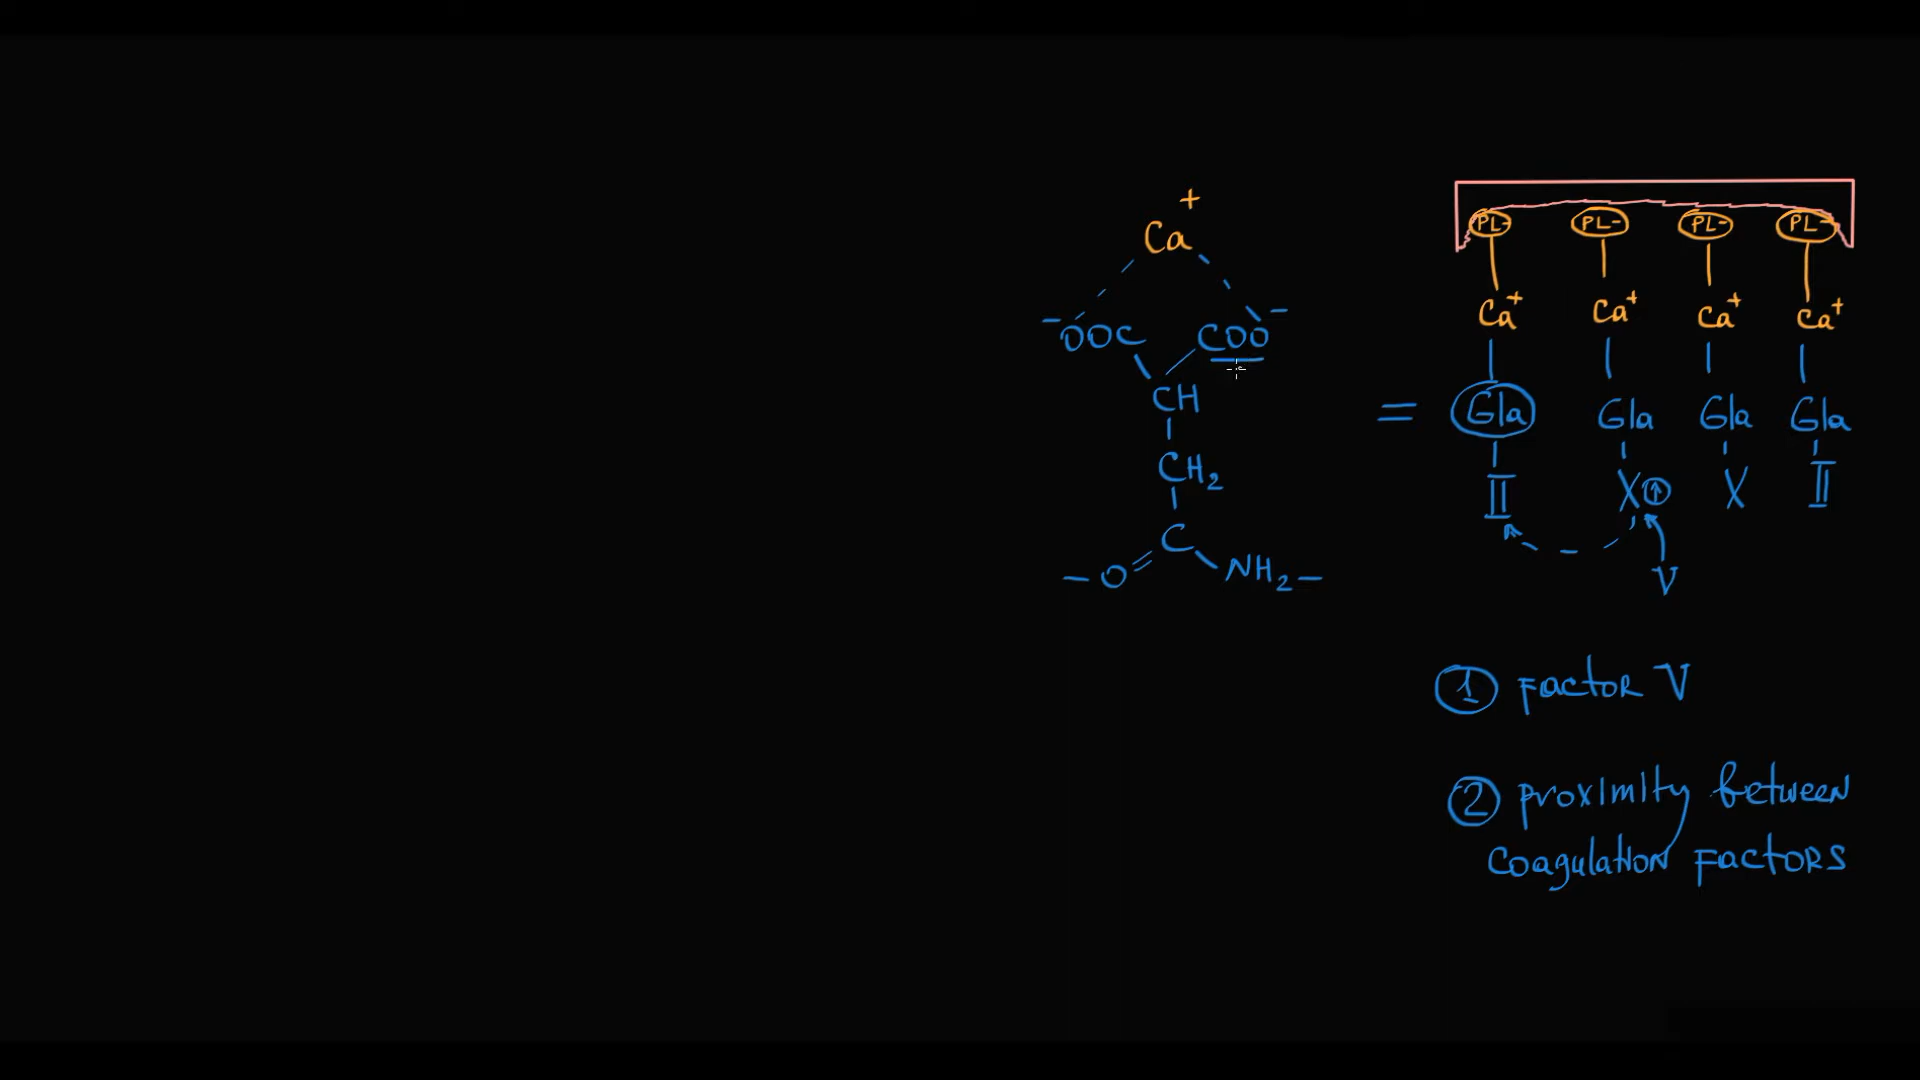 Ca+
-OOC COO-
CH
CH2
C
-O= NH2-
=
PL- PL- PL- PL-
Ca+ Ca+ Ca+ Ca+
Gla Gla Gla Gla
II X↑ X II
V
1 Factor V
2 proximity between
coagulation factors